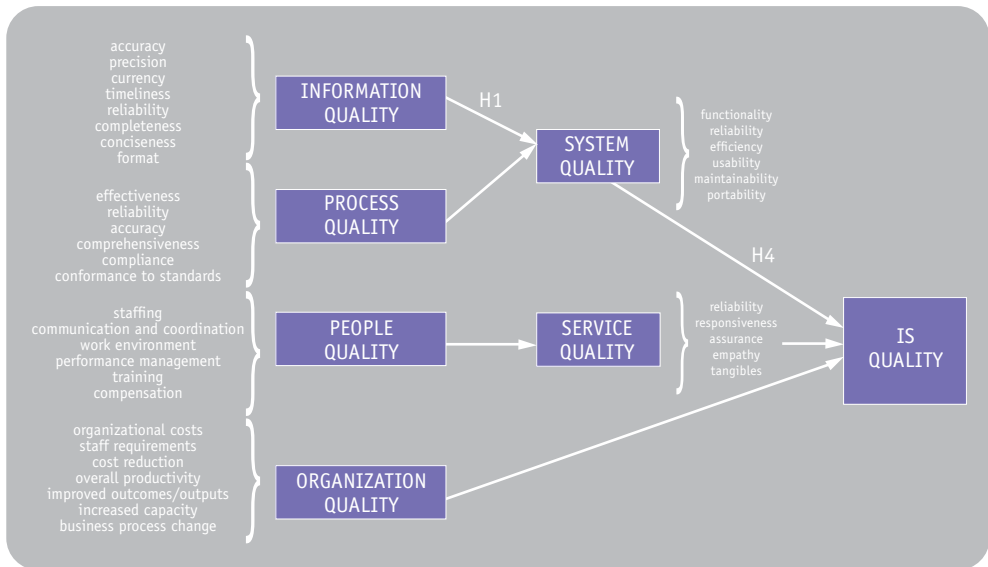 accuracy
precision
currency
timeliness
reliability
completeness
conciseness
format
INFORMATION
QUALITY
H1
effectiveness
reliability
accuracy
comprehensiveness
compliance
conformance to standards
PROCESS
QUALITY
SYSTEM
QUALITY
functionality
reliability
efficiency
usability
maintainability
portability
H4
staffing
communication and coordination
work environment
performance management
training
compensation
PEOPLE
QUALITY
SERVICE
QUALITY
reliability
responsiveness
assurance
empathy
tangibles
IS
QUALITY
organizational costs
staff requirements
cost reduction
overall productivity
improved outcomes/outputs
increased capacity
business process change
ORGANIZATION
QUALITY